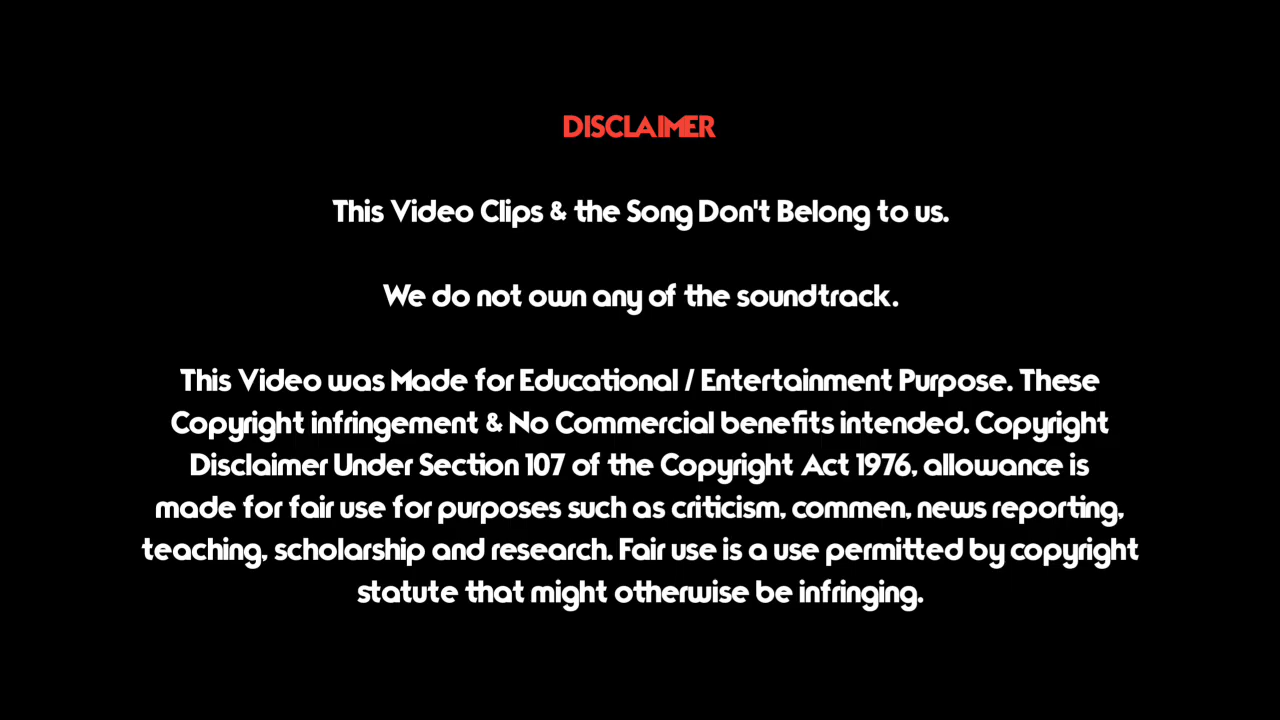 DISCLAIMER
This Video Clips & the Song Don't Belong to us.
We do not own any of the soundtrack.
This Video was Made for Educational / Entertainment Purpose. These
Copyright infringement & No Commercial benefits intended. Copyright
Disclaimer Under Section 107 of the Copyright Act 1976, allowance is
made for fair use for purposes such as criticism, commen, news reporting,
teaching, scholarship and research. Fair use is a use permitted by copyright
statute that might otherwise be infringing.